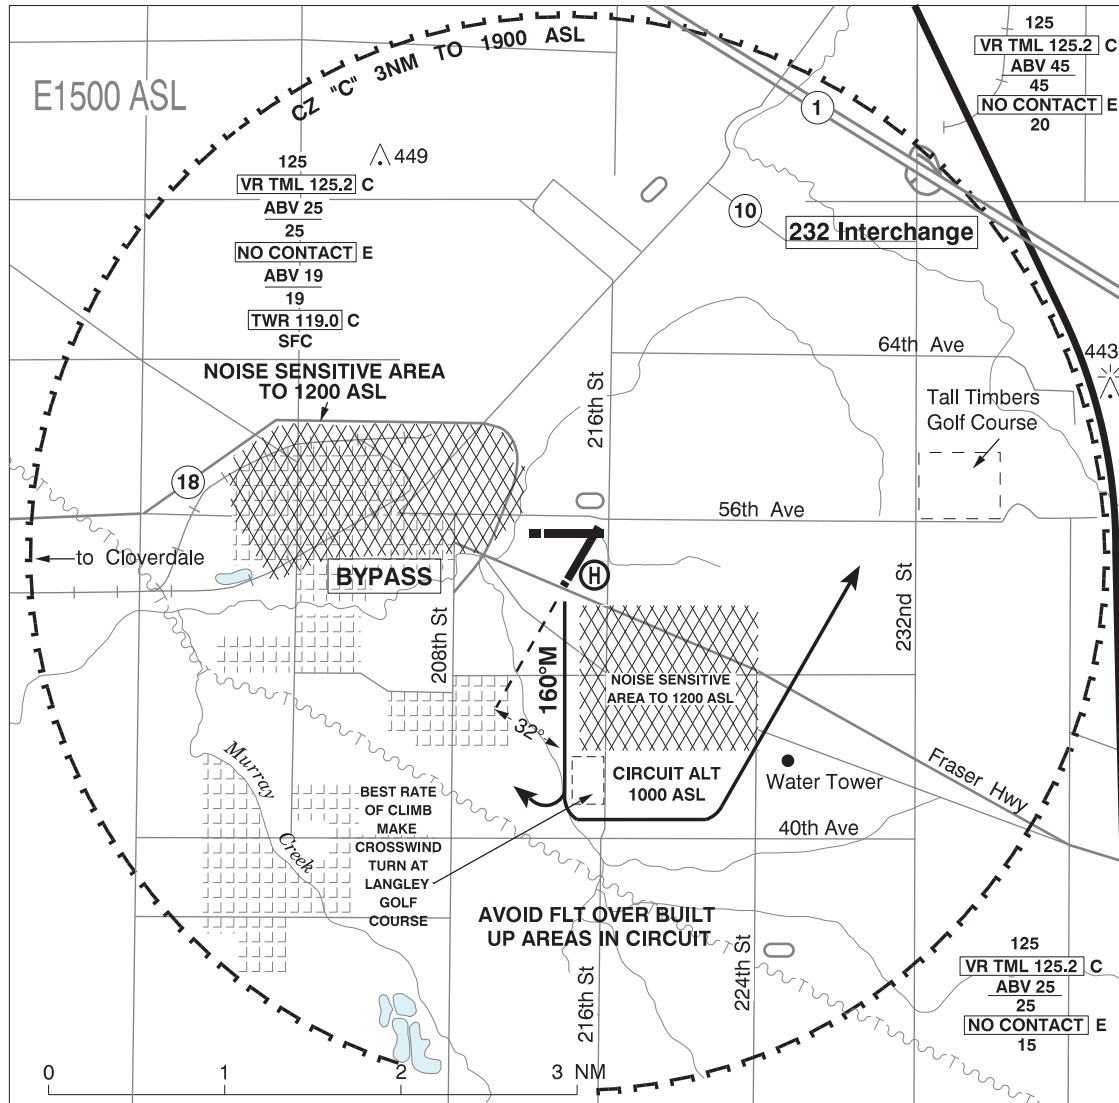 CZ "C" 3NM TO 1900 ASL
E1500 ASL
125
VR TML 125.2 C
ABV 45
45
NO CONTACT E
20
1
449
125
VR TML 125.2 C
ABV 25
25
NO CONTACT E
ABV 19
19
TWR 119.0 C
SFC
10
232 Interchange
64th Ave
443
NOISE SENSITIVE AREA
TO 1200 ASL
216th St
Tall Timbers
Golf Course
18
56th Ave
to Cloverdale
BYPASS
H
208th St
232nd St
160°M
NOISE SENSITIVE
AREA TO 1200 ASL
32°
Murray
Creek
CIRCUIT ALT
1000 ASL
Water Tower
Fraser Hwy
BEST RATE
OF CLIMB
MAKE
CROSSWIND
TURN AT
LANGLEY
GOLF
COURSE
40th Ave
AVOID FLT OVER BUILT
UP AREAS IN CIRCUIT
216th St
224th St
125
VR TML 125.2 C
ABV 25
25
NO CONTACT E
15
T T T T T T T T T T T T T
0 1 2 3 NM